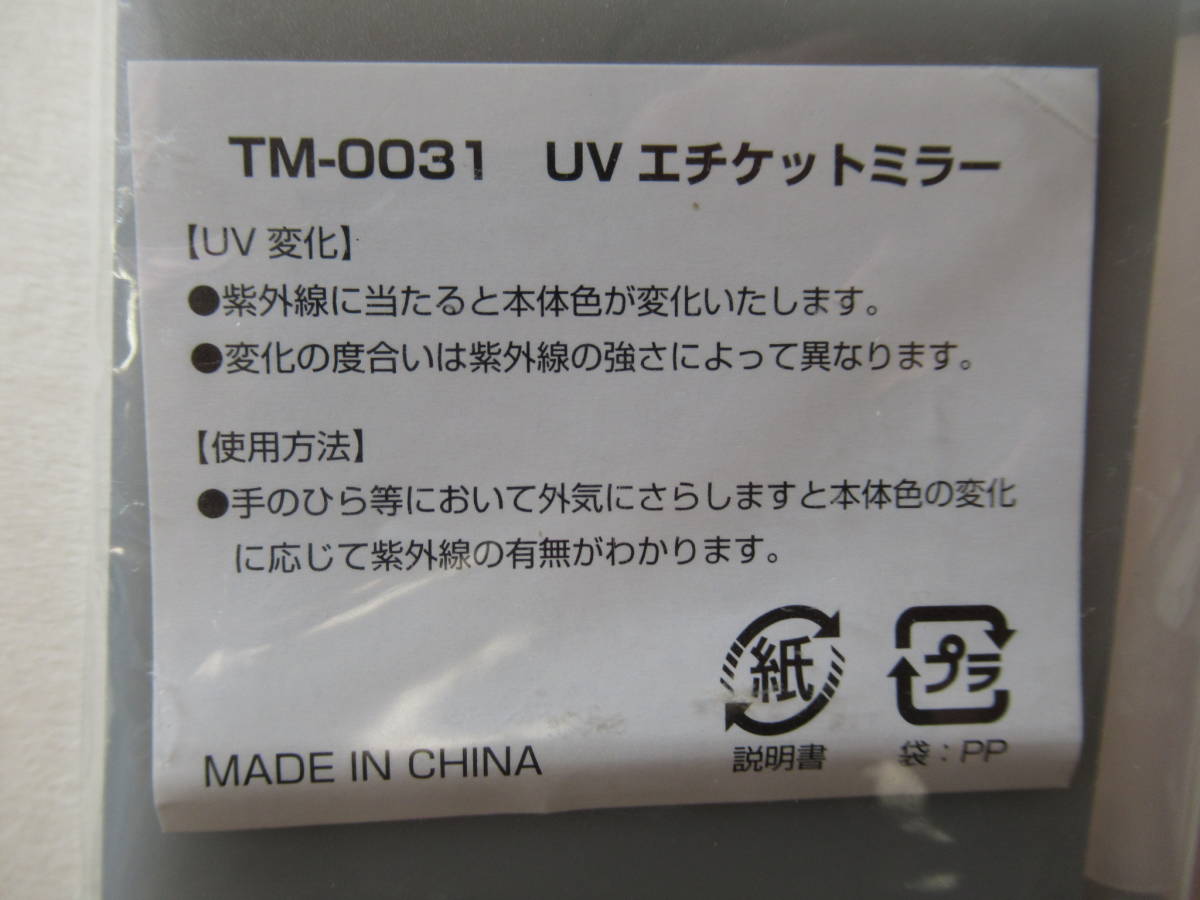 TM-0031 UVエチケットミラー
【UV 変化】
●紫外線に当たると本体色が変化いたします。
●変化の度合いは紫外線の強さによって異なります。
【使用方法】
●手のひら等において外気にさらしますと本体色の変化
に応じて紫外線の有無がわかります。
紙
プラ
説明書
袋:PP
MADE IN CHINA